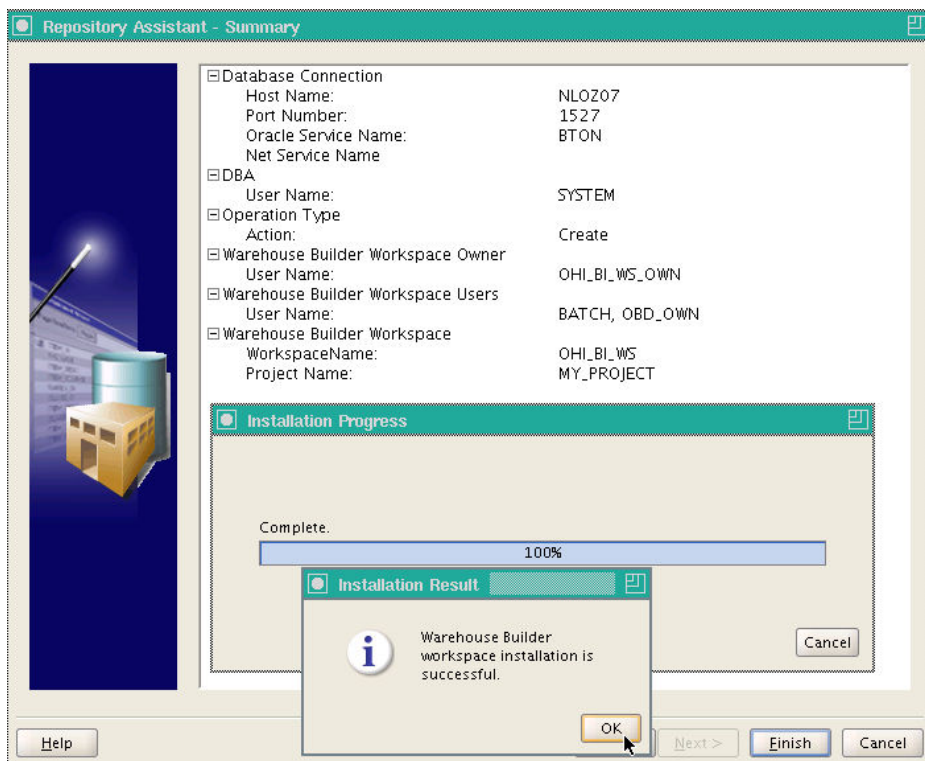 Repository Assistant - Summary
Database Connection
Host Name: NLOZ07
Port Number: 1527
Oracle Service Name: BTON
Net Service Name
DBA
User Name: SYSTEM
Operation Type
Action: Create
Warehouse Builder Workspace Owner
User Name: OHI_BI_WS_OWN
Warehouse Builder Workspace Users
User Name: BATCH, OBD_OWN
Warehouse Builder Workspace
WorkspaceName: OHI_BI_WS
Project Name: MY_PROJECT
Installation Progress
Complete.
100%
Installation Result
Warehouse Builder
workspace installation is
successful.
Cancel
OK
Help Next > Finish Cancel